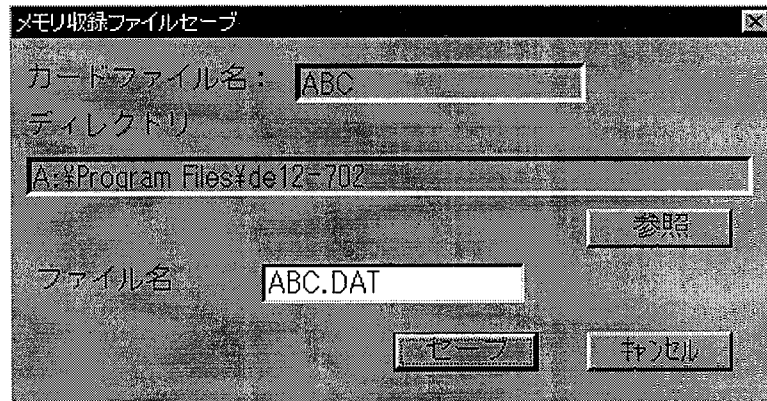 メモリ収録ファイルセーブ
カードファイル名： ABC
ディレクトリ
A:¥Program Files¥de12-702
参照
ファイル名 ABC.DAT
セーブ キャンセル